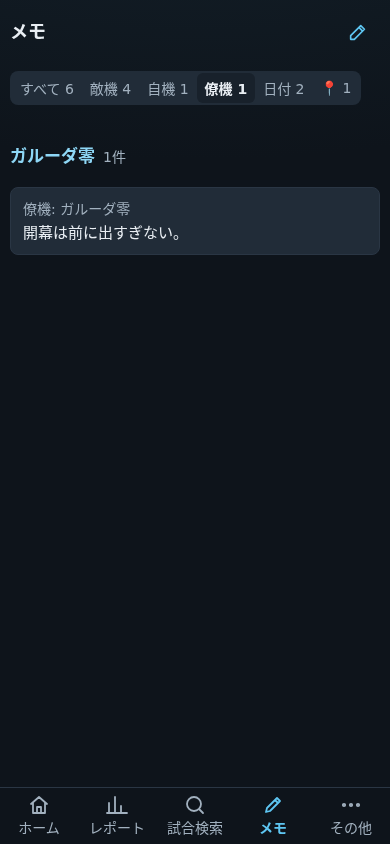 メモ
すべて 6 敵機 4 自機 1 僚機 1 日付 2 📍 1
ガルーダ零 1件
僚機: ガルーダ零
開幕は前に出すぎない。
ホーム レポート 試合検索 メモ その他